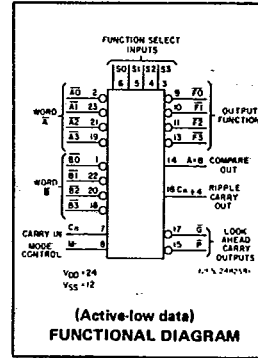 FUNCTION SELECT
INPUTS
S0 S1 S2 S3
6 5 4 3
WORD A
A0 2
A1 23
A2 21
A3 19
WORD B
B0 1
B1 22
B2 20
B3 18
CARRY IN Cn 7
MODE CONTROL M 8
9 F0
10 F1
11 F2
13 F3
OUTPUT
FUNCTION
14 A=B COMPARE OUT
16 Cn+4 RIPPLE
CARRY
OUT
17 G
15 P
LOOK
AHEAD
CARRY
OUTPUTS
VDD =24
VSS =12
(Active-low data)
FUNCTIONAL DIAGRAM